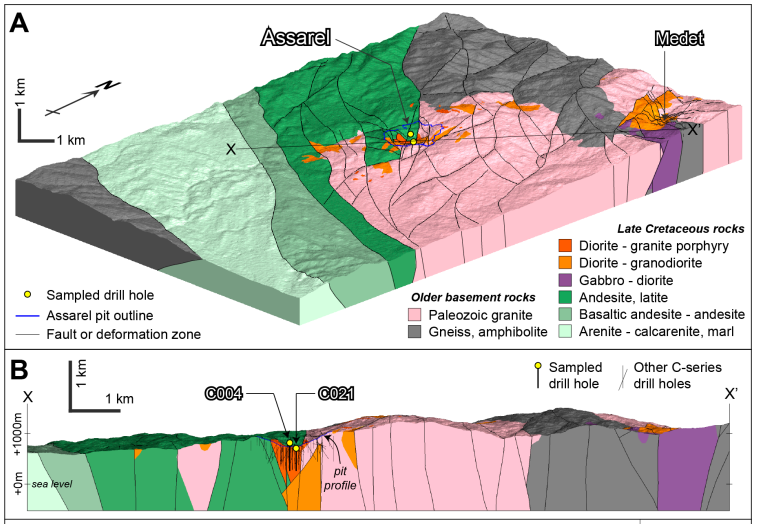 A
Assarel
Medet
N
1 km
1 km
X
X'
Sampled drill hole
Assarel pit outline
Fault or deformation zone
Older basement rocks
Paleozoic granite
Gneiss, amphibolite
Late Cretaceous rocks
Diorite - granite porphyry
Diorite - granodiorite
Gabbro - diorite
Andesite, latite
Basaltic andesite - andesite
Arenite - calcarenite, marl
B
X
1 km
1 km
C004
C021
Sampled
drill hole
Other C-series
drill holes
X'
+1000m
+0m
sea level
pit
profile
+1000m
+0m